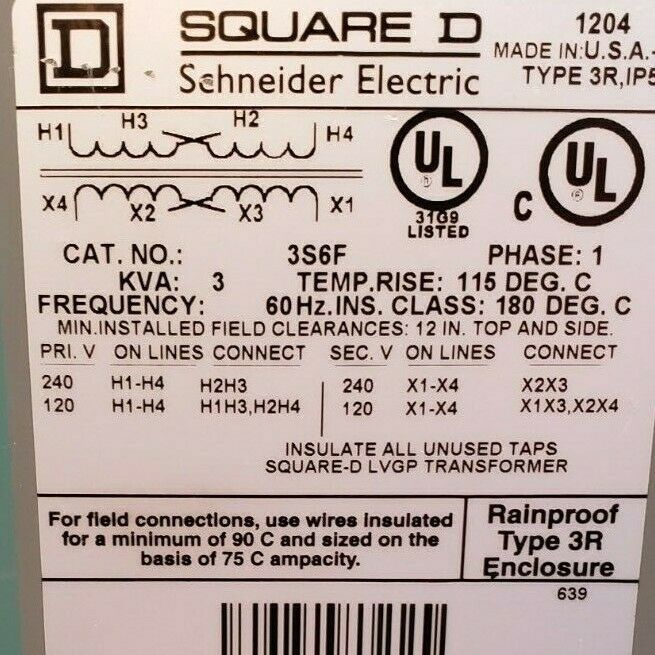 D SQUARE D 1204
MADE IN:U.S.A.
Schneider Electric TYPE 3R,
H1 H3 H2 H4
UL UL
X4 X2 X3 X1 C
31G9
LISTED
CAT. NO.: 3S6F PHASE: 1
KVA: 3 TEMP.RISE: 115 DEG. C
FREQUENCY: 60Hz.INS. CLASS: 180 DEG. C
MIN.INSTALLED FIELD CLEARANCES: 12 IN. TOP AND SIDE.
PRI. V ON LINES CONNECT SEC. V ON LINES CONNECT
240 H1-H4 H2H3 240 X1-X4 X2X3
120 H1-H4 H1H3,H2H4 120 X1-X4 X1X3,X2X4
INSULATE ALL UNUSED TAPS
SQUARE-D LVGP TRANSFORMER
For field connections, use wires insulated
for a minimum of 90 C and sized on the
basis of 75 C ampacity.
Rainproof
Type 3R
Enclosure
639